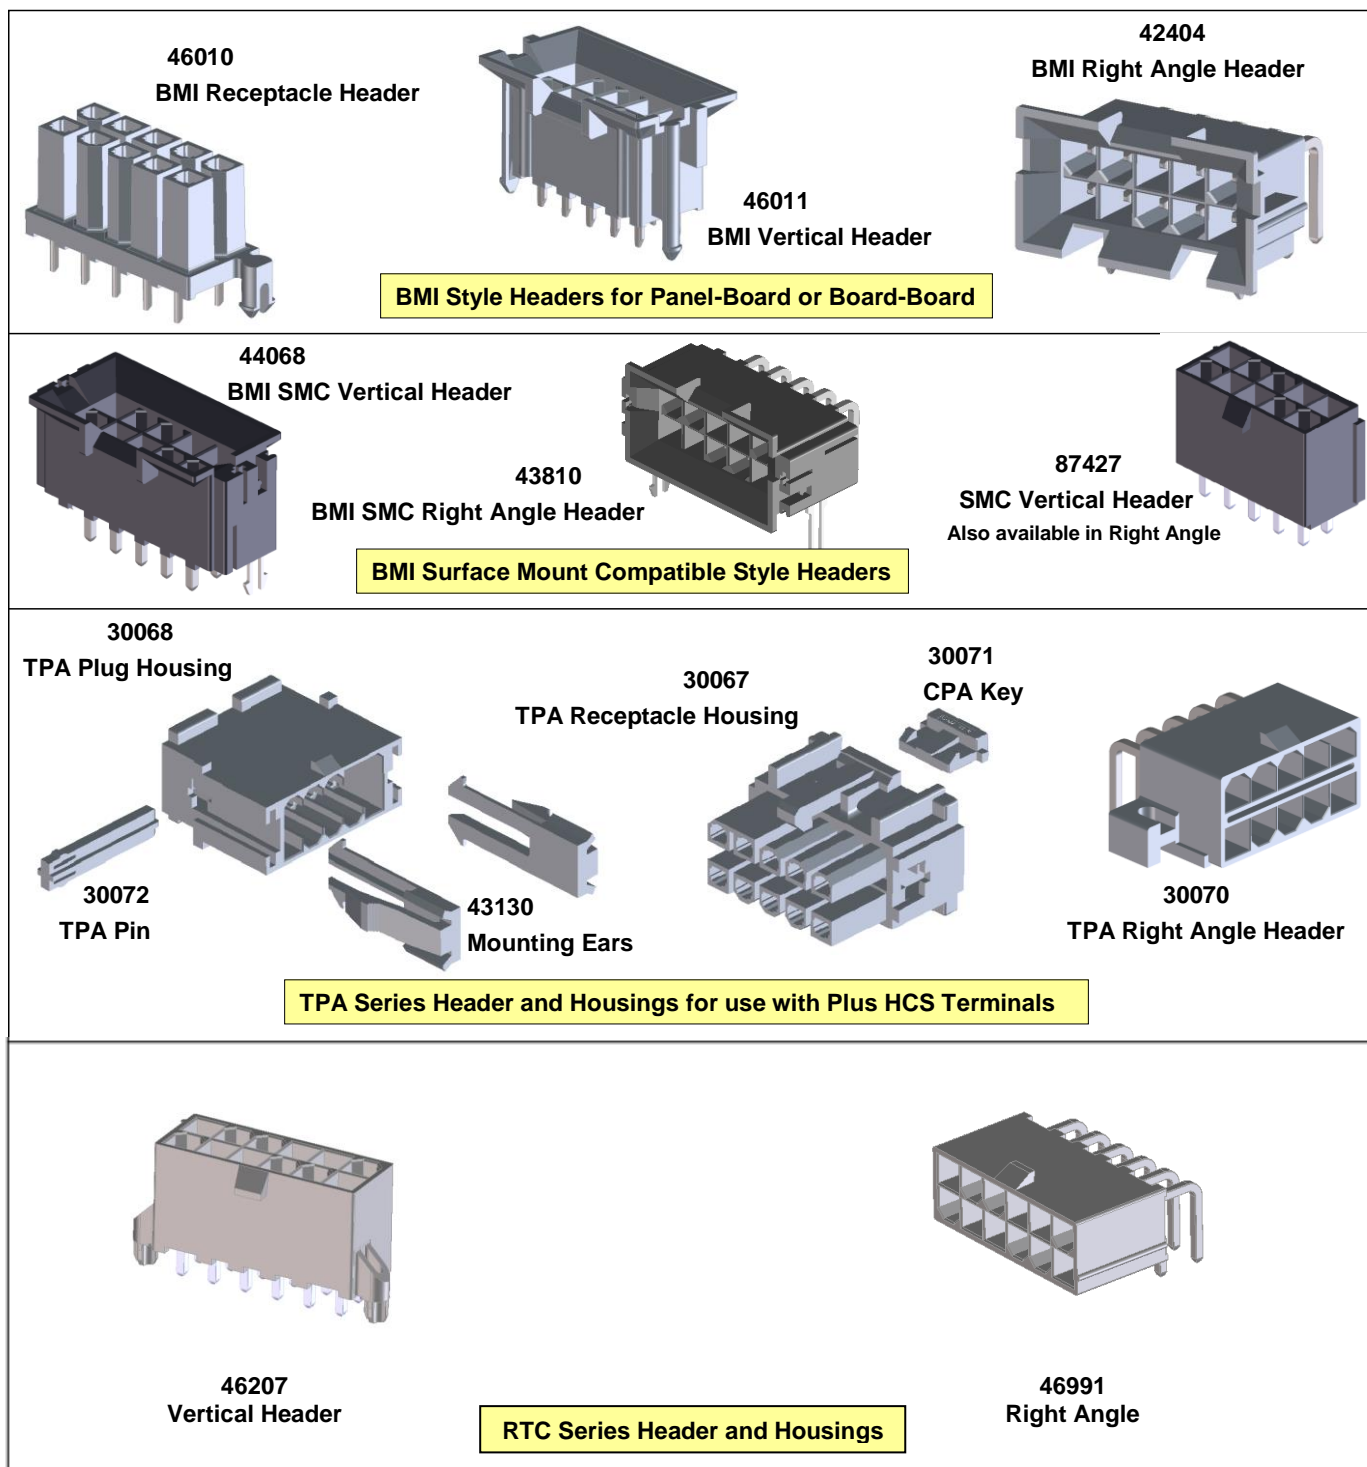 46010
BMI Receptacle Header
46011
BMI Vertical Header
42404
BMI Right Angle Header
BMI Style Headers for Panel-Board or Board-Board
44068
BMI SMC Vertical Header
43810
BMI SMC Right Angle Header
87427
SMC Vertical Header
Also available in Right Angle
BMI Surface Mount Compatible Style Headers
30068
TPA Plug Housing
30067
TPA Receptacle Housing
30071
CPA Key
30072
TPA Pin
43130
Mounting Ears
30070
TPA Right Angle Header
TPA Series Header and Housings for use with Plus HCS Terminals
46207
Vertical Header
46991
Right Angle
RTC Series Header and Housings